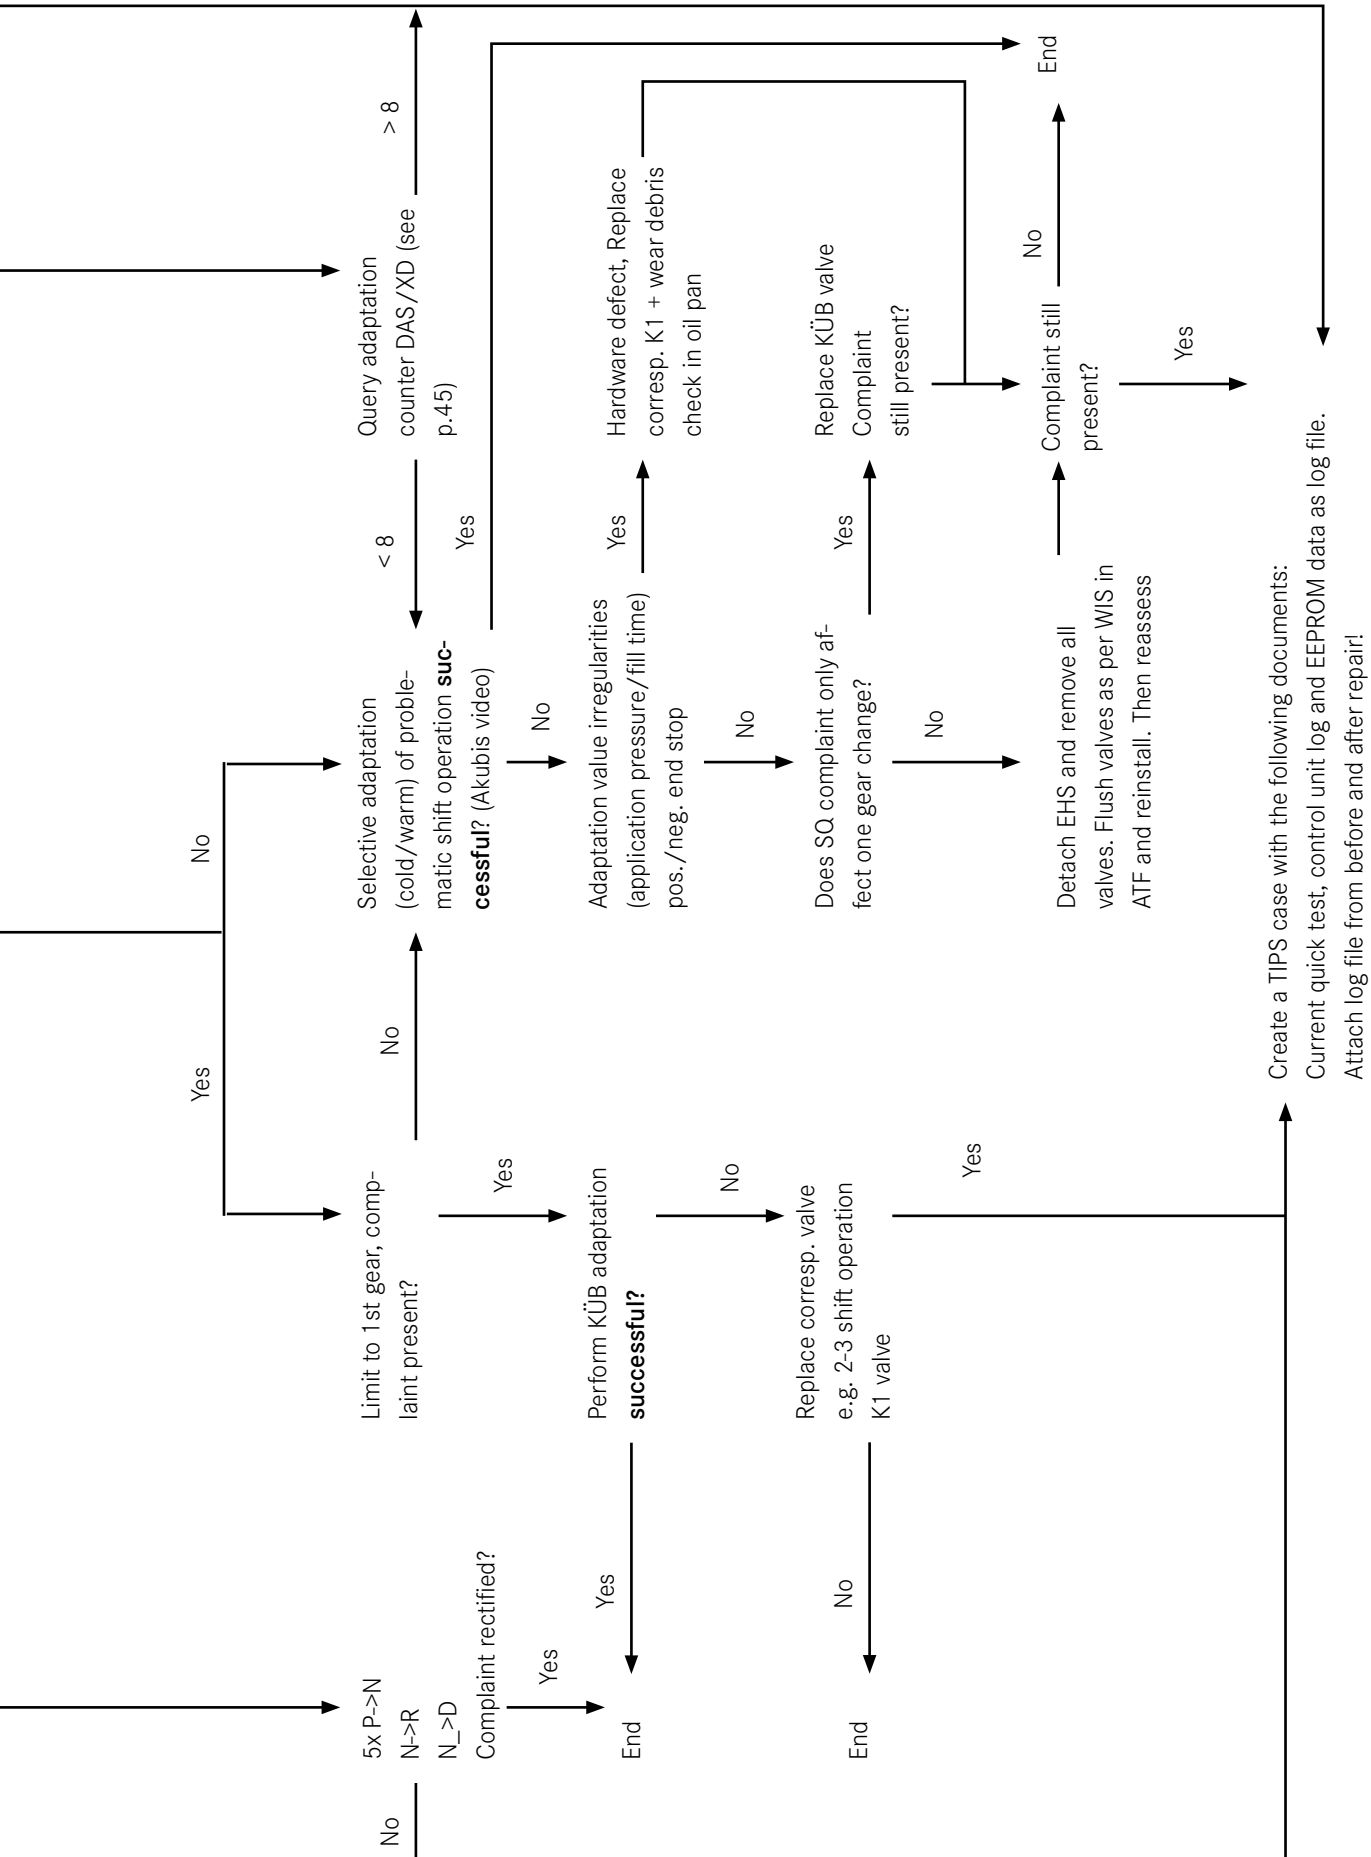 No
5x P–>N
N–>R
N_>D
Complaint rectified?
Yes
End
Yes
No
Limit to 1st gear, comp-
laint present?
No
Yes
Perform KÜB adaptation
successful?
Yes
No
Replace corresp. valve
e.g. 2–3 shift operation
K1 valve
No
End
Yes
Selective adaptation
(cold/warm) of proble-
matic shift operation suc-
cessful? (Akubis video)
< 8
Yes
No
Query adaptation
counter DAS/XD (see
p.45)
> 8
Adaptation value irregularities
(application pressure/fill time)
pos./neg. end stop
Yes
No
Hardware defect, Replace
corresp. K1 + wear debris
check in oil pan
Does SQ complaint only af-
fect one gear change?
Yes
No
Replace KÜB valve
Complaint
still present?
Detach EHS and remove all
valves. Flush valves as per WIS in
ATF and reinstall. Then reassess
Complaint still
present?
No
End
Yes
Create a TIPS case with the following documents:
Current quick test, control unit log and EEPROM data as log file.
Attach log file from before and after repair!